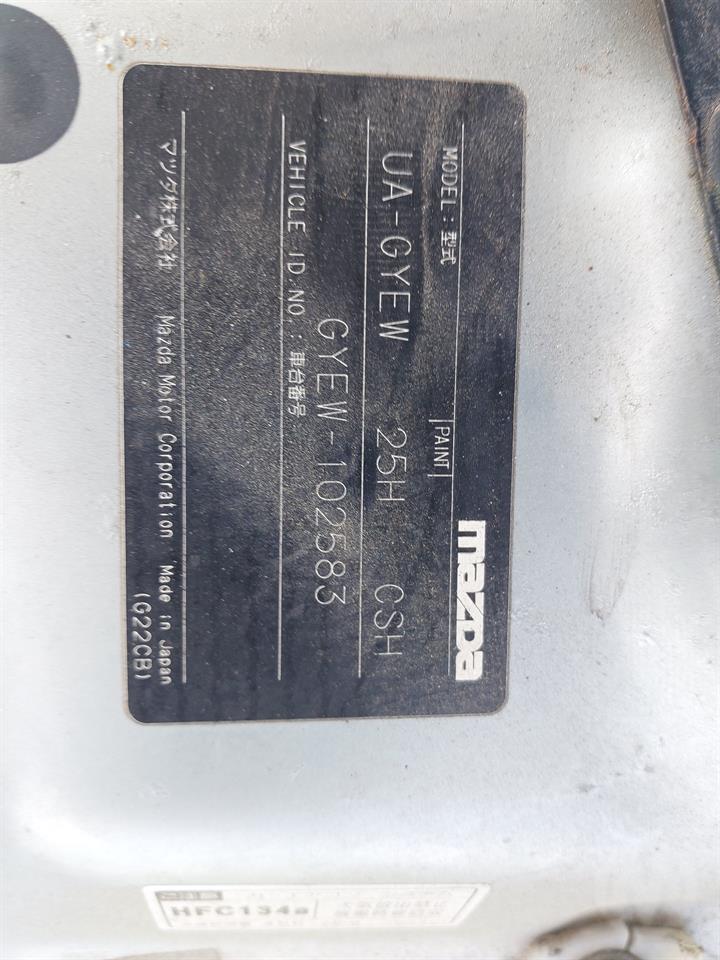 mazda
MODEL:型式 PAINT
UA-GYEW 25H CSH
VEHICLE ID.NO.:車台番号
GYEW-102583
マツダ株式会社 Mazda Motor Corporation Made in Japan
(G22CB)
HFC134a